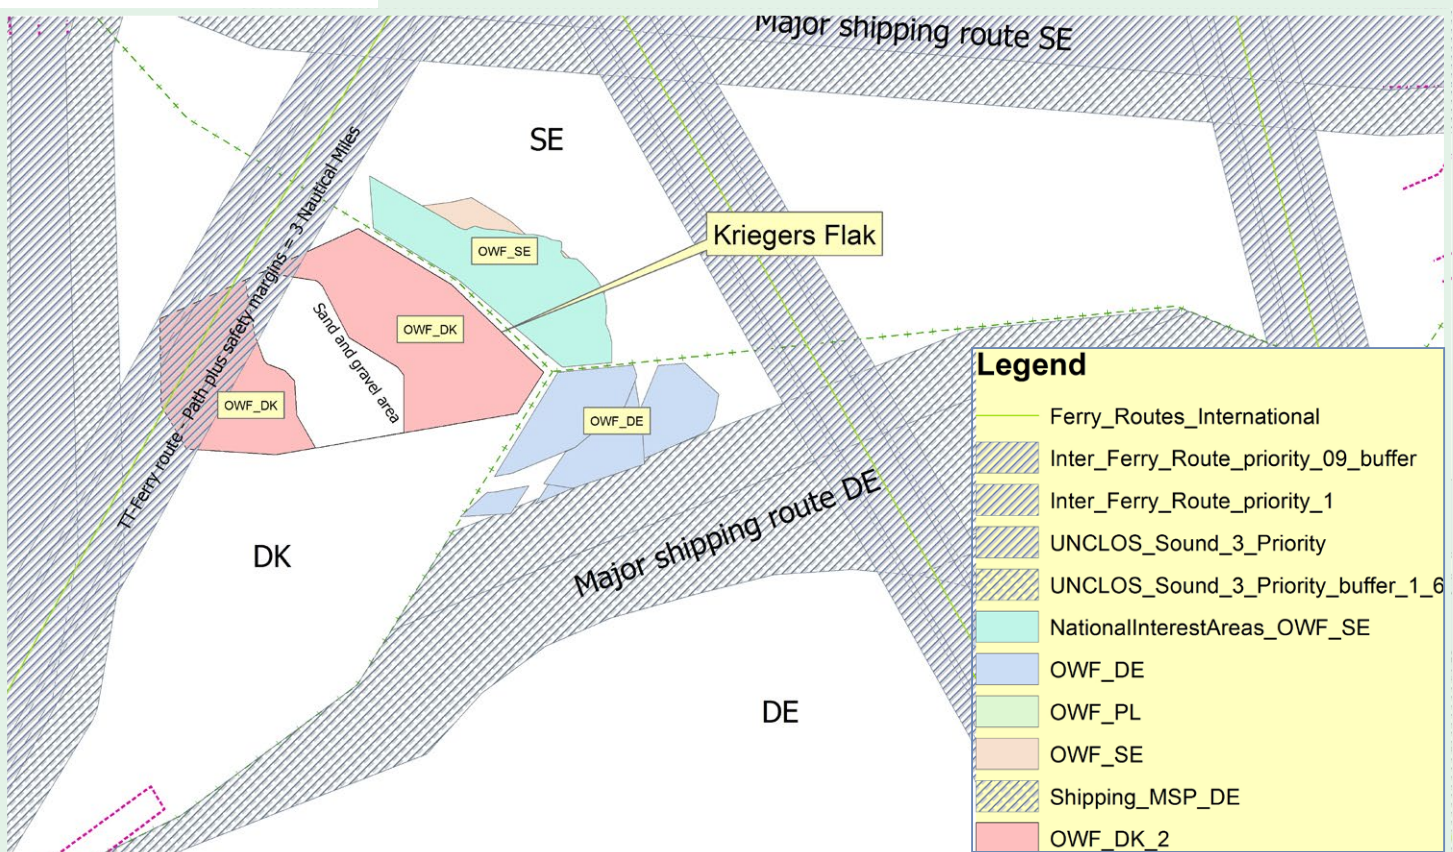 Major shipping route SE
SE
TT-Ferry route - Path plus safety margins = 3 Nautical Miles
Kriegers Flak
OWF_SE
OWF_DK
Sand and gravel area
OWF_DK
OWF_DE
Major shipping route DE
DK
DE
Legend
Ferry_Routes_International
Inter_Ferry_Route_priority_09_buffer
Inter_Ferry_Route_priority_1
UNCLOS_Sound_3_Priority
UNCLOS_Sound_3_Priority_buffer_1_6
NationalInterestAreas_OWF_SE
OWF_DE
OWF_PL
OWF_SE
Shipping_MSP_DE
OWF_DK_2